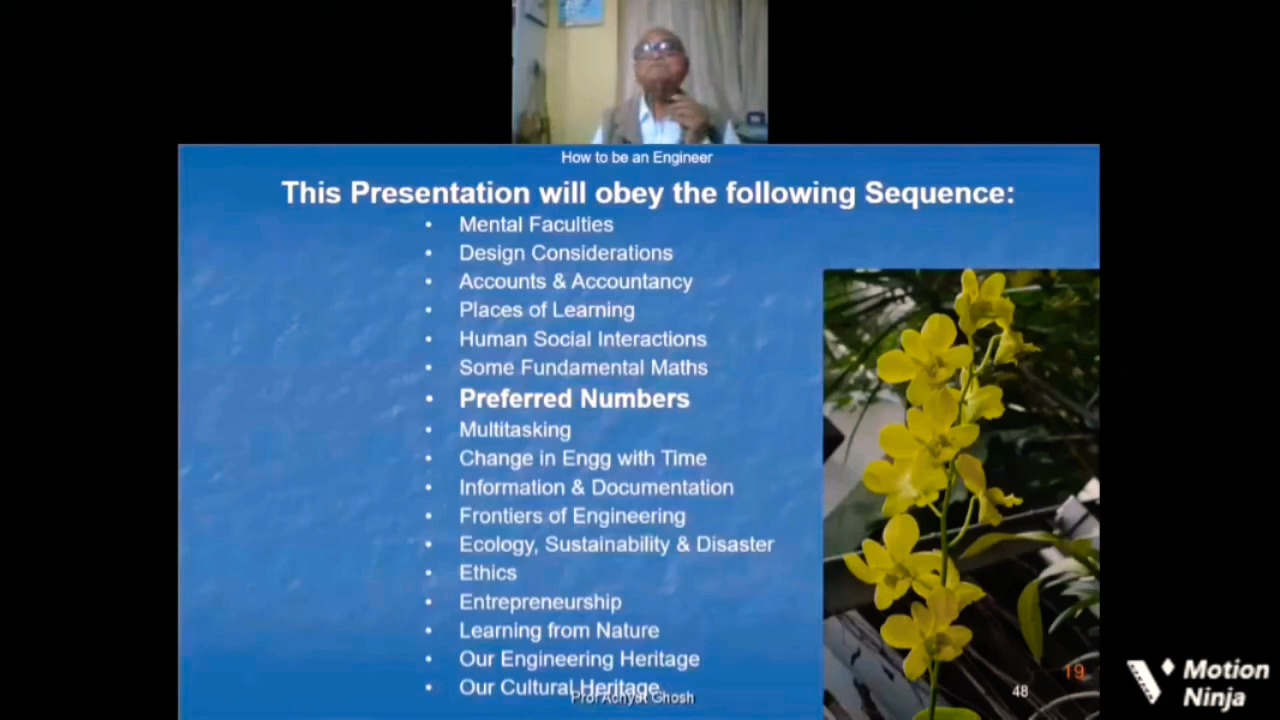 How to be an Engineer
This Presentation will obey the following Sequence:
• Mental Faculties
• Design Considerations
• Accounts & Accountancy
• Places of Learning
• Human Social Interactions
• Some Fundamental Maths
• Preferred Numbers
• Multitasking
• Change in Engg with Time
• Information & Documentation
• Frontiers of Engineering
• Ecology, Sustainability & Disaster
• Ethics
• Entrepreneurship
• Learning from Nature
• Our Engineering Heritage
• Our Cultural Heritage
Prof Achyut Ghosh
48
19
Motion
Ninja